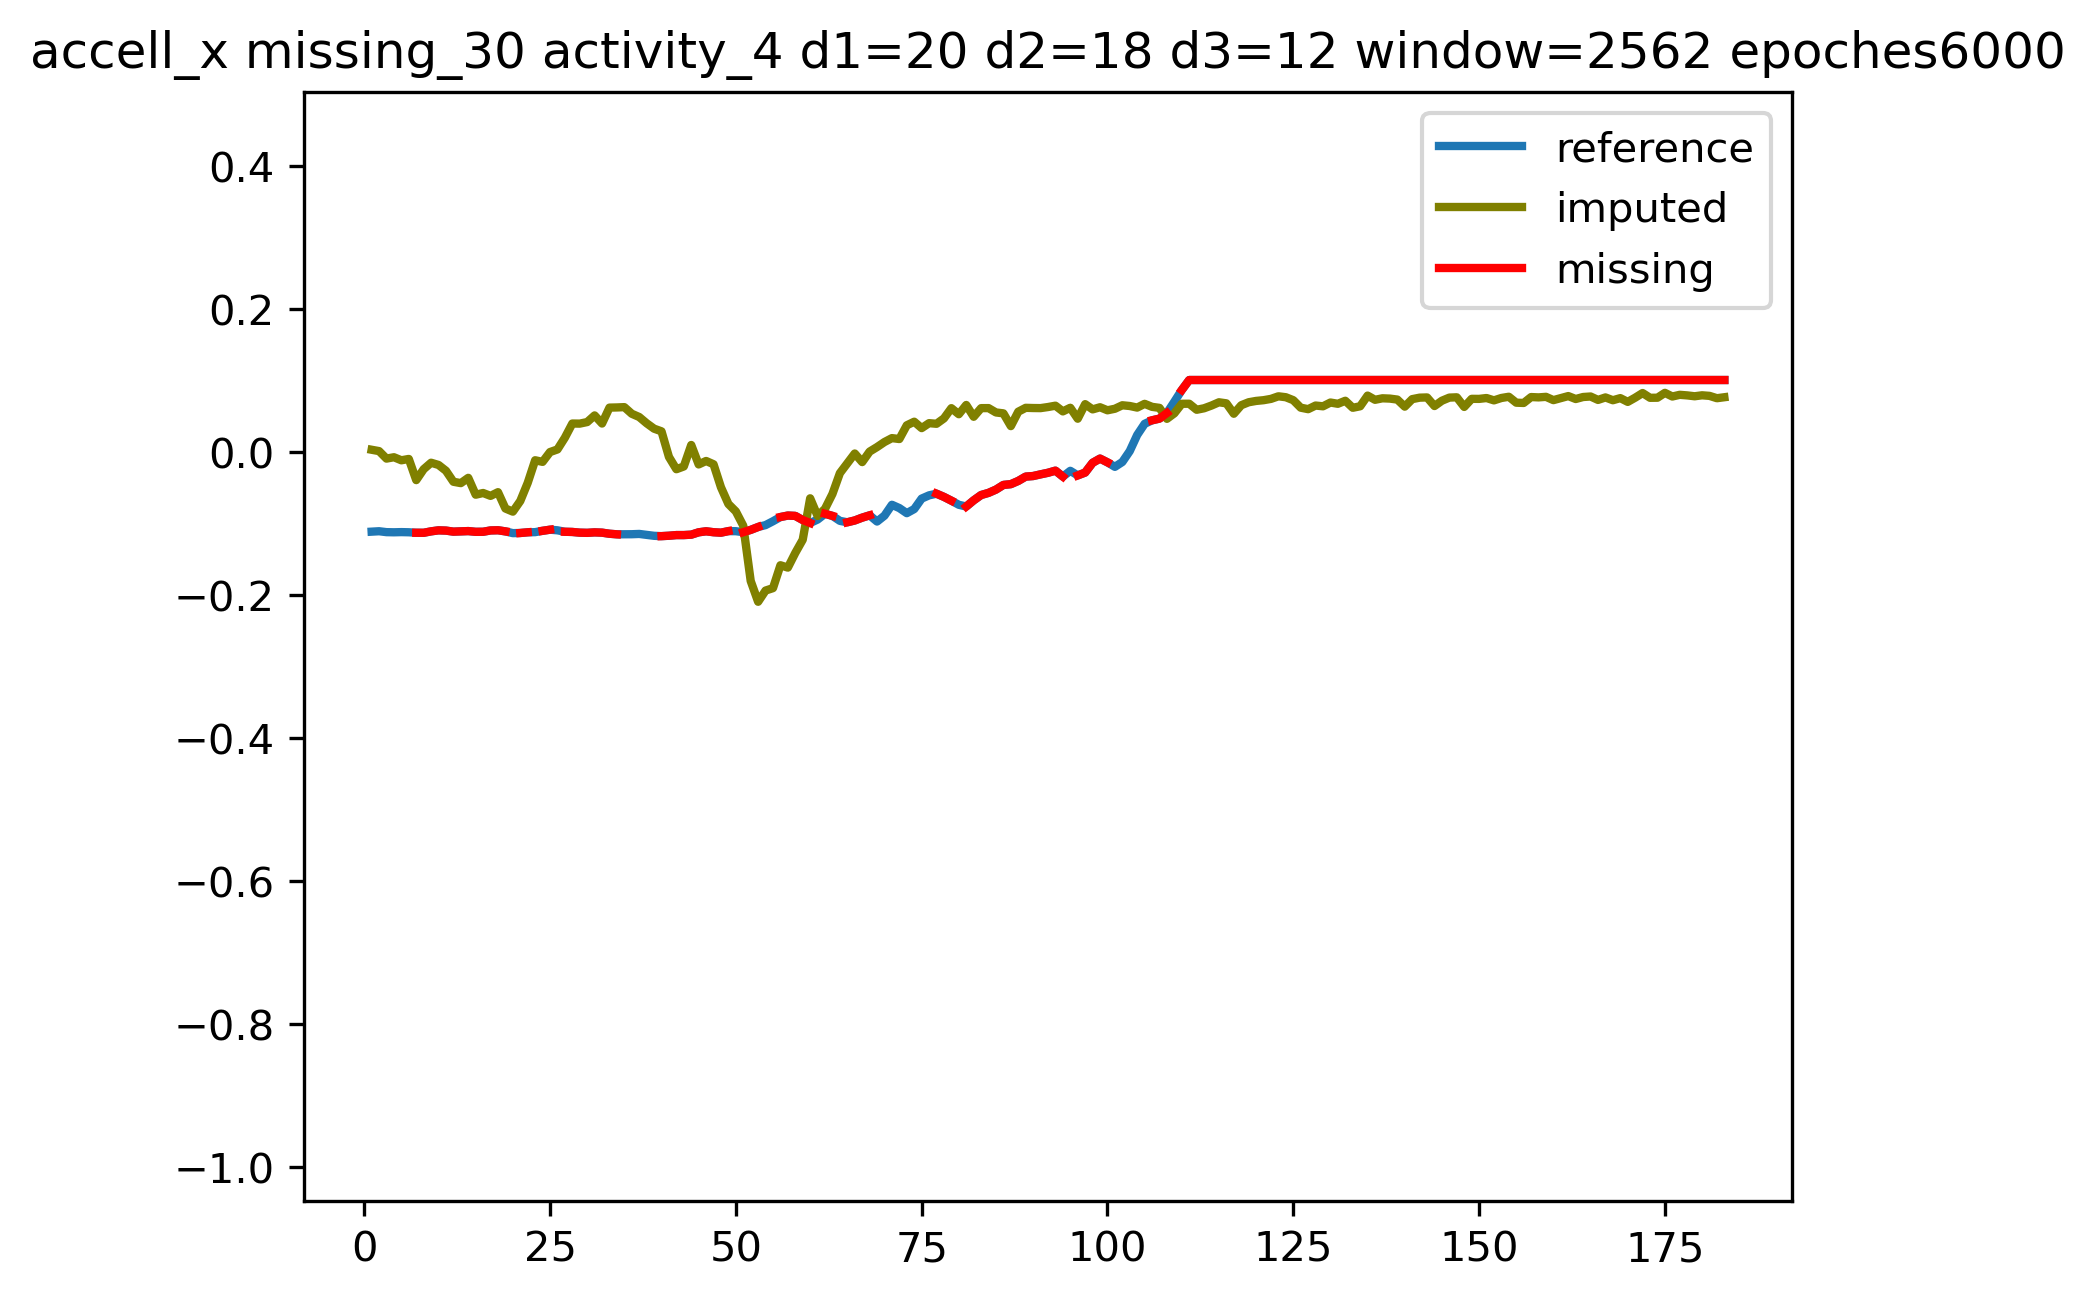 accell_x missing_30 activity_4 d1=20 d2=18 d3=12 window=2562 epoches6000
reference
imputed
missing
0.4
0.2
0.0
−0.2
−0.4
−0.6
−0.8
−1.0
0 25 50 75 100 125 150 175